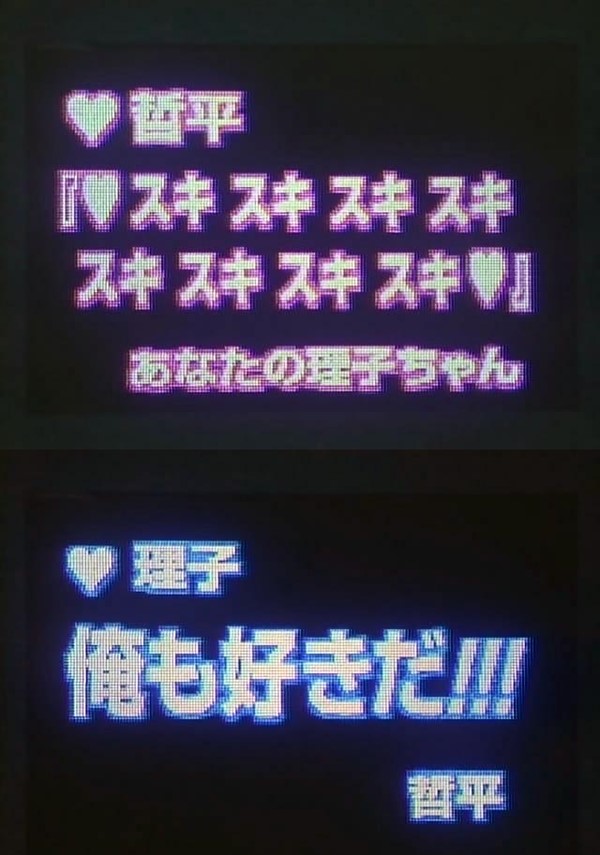 ♥ 哲平
『♥スキ スキ スキ スキ
スキ スキ スキ スキ♥』
あなたの理子ちゃん
♥ 理子
俺も好きだ!!!
哲平